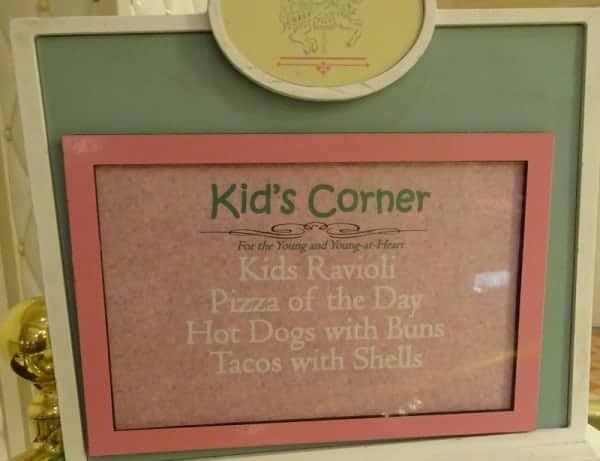 Kid's Corner
For the Young and Young-at-Heart
Kids Ravioli
Pizza of the Day
Hot Dogs with Buns
Tacos with Shells